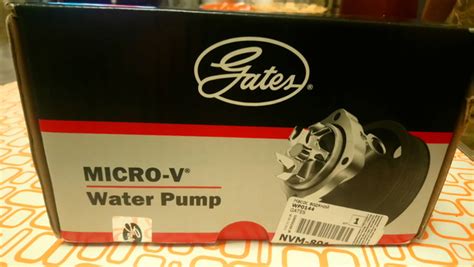 Gates®
MICRO-V®
Water Pump
WP0144
GATES
1